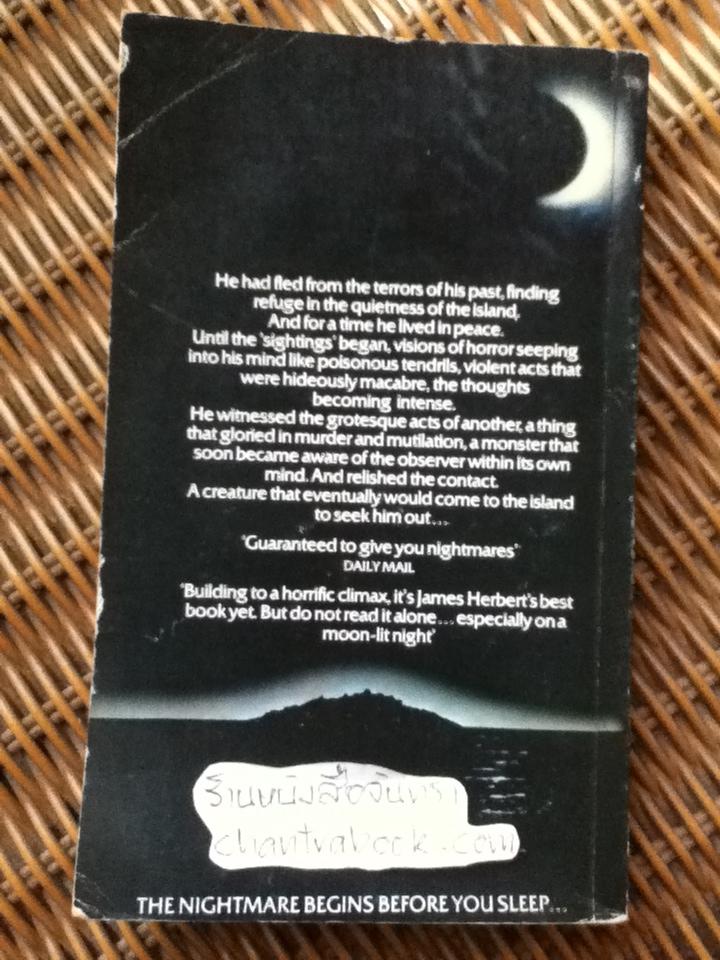 He had fled from the terrors of his past, finding
refuge in the quietness of the island,
And for a time he lived in peace.
Until the 'sightings' began, visions of horror seeping
into his mind like poisonous tendrils, violent acts that
were hideously macabre, the thoughts
becoming intense.
He witnessed the grotesque acts of another, a thing
that gloried in murder and mutilation, a monster that
soon became aware of the observer within its own
mind. And relished the contact.
A creature that eventually would come to the island
to seek him out...
'Guaranteed to give you nightmares'
DAILY MAIL
'Building to a horrific climax, it's James Herbert's best
book yet. But do not read it alone... especially on a
moon-lit night'
ร้านหนังสือจันทรา
chantrabook.com
THE NIGHTMARE BEGINS BEFORE YOU SLEEP...